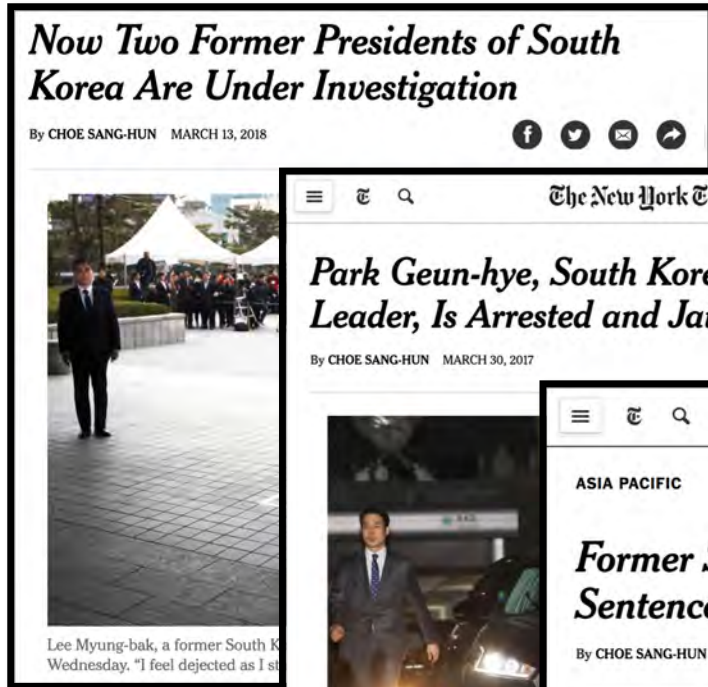 Now Two Former Presidents of South
Korea Are Under Investigation
By CHOE SANG-HUN MARCH 13, 2018
The New York T
Park Geun-hye, South Kore
Leader, Is Arrested and Ja
By CHOE SANG-HUN MARCH 30, 2017
ASIA PACIFIC
Former S
Sentenc
By CHOE SANG-HUN
Lee Myung-bak, a former South K
Wednesday. “I feel dejected as I st